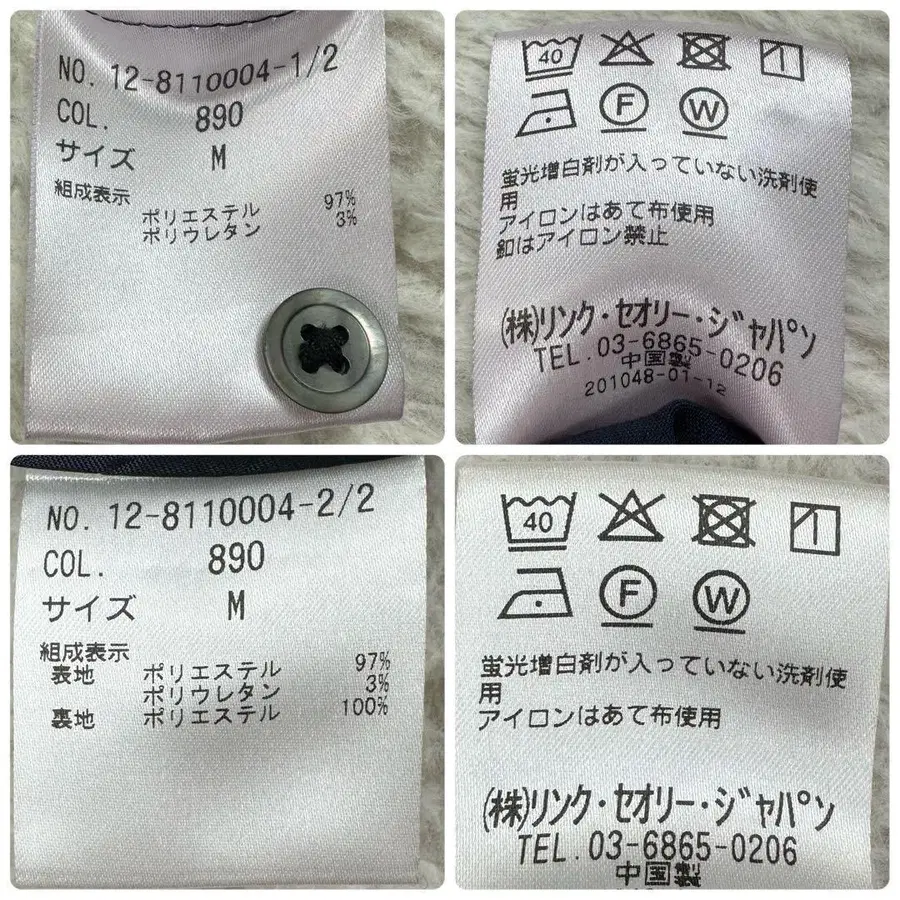 NO. 12-8110004-1/2
COL. 890
サイズ M
組成表示
ポリエステル 97%
ポリウレタン 3%
40
F W
蛍光増白剤が入っていない洗剤使
用
アイロンはあて布使用
釦はアイロン禁止
(株)リンク・セオリー・ジャパン
TEL. 03-6865-0206
中国製
201048-01-12
NO. 12-8110004-2/2
COL. 890
サイズ M
組成表示
表地 ポリエステル 97%
ポリウレタン 3%
裏地 ポリエステル 100%
40
F W
蛍光増白剤が入っていない洗剤使
用
アイロンはあて布使用
(株)リンク・セオリー・ジャパン
TEL. 03-6865-0206
中国製